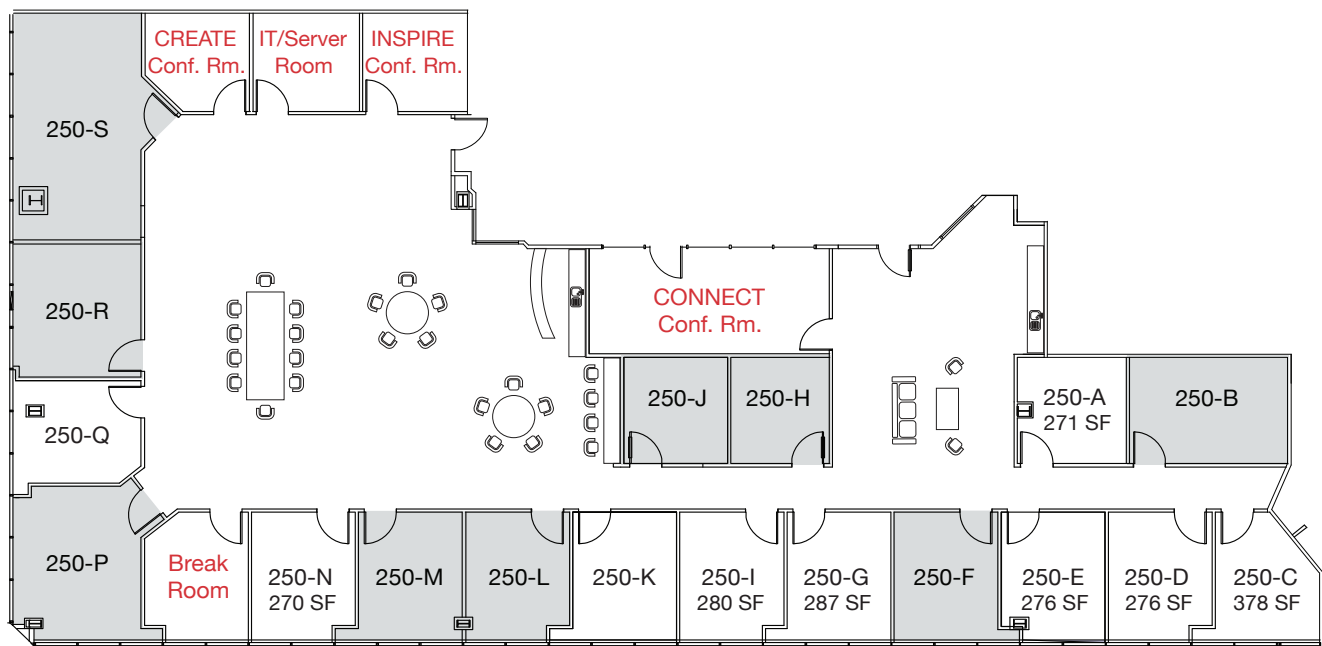 CREATE
Conf. Rm.
IT/Server
Room
INSPIRE
Conf. Rm.
250-S
250-R
CONNECT
Conf. Rm.
250-J
250-H
250-A
271 SF
250-B
250-Q
250-P
Break
Room
250-N
270 SF
250-M
250-L
250-K
250-I
280 SF
250-G
287 SF
250-F
250-E
276 SF
250-D
276 SF
250-C
378 SF